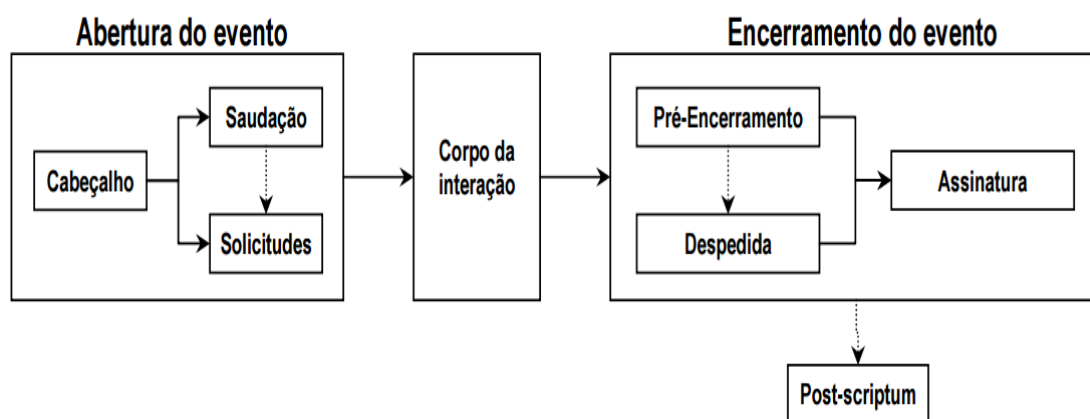 Abertura do evento
Cabeçalho
Saudação
Solicitudes
Corpo da
interação
Encerramento do evento
Pré-Encerramento
Despedida
Assinatura
Post-scriptum